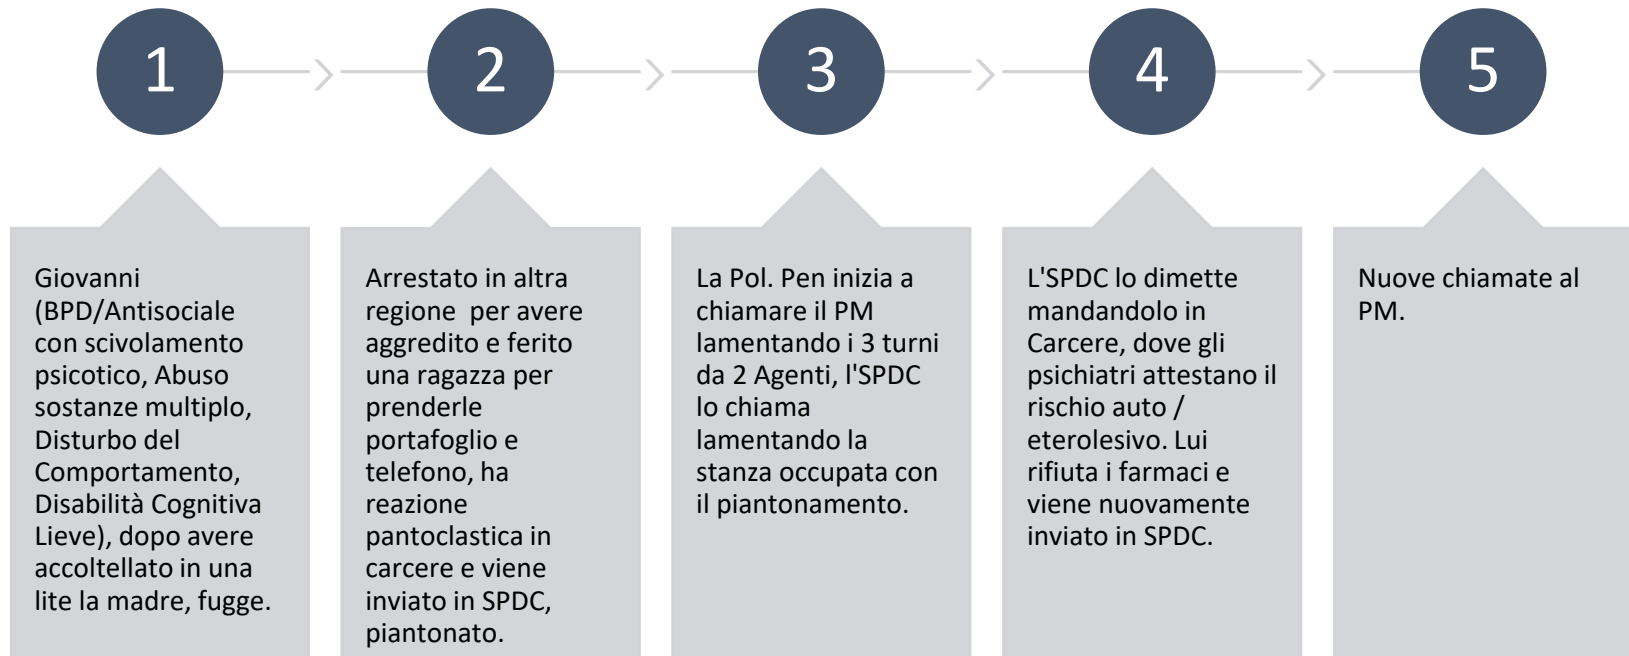 1
2
3
4
5
Giovanni
(BPD/Antisociale
con scivolamento
psicotico, Abuso
sostanze multiplo,
Disturbo del
Comportamento,
Disabilità Cognitiva
Lieve), dopo avere
accoltellato in una
lite la madre, fugge.
Arrestato in altra
regione  per avere
aggredito e ferito
una ragazza per
prenderle
portafoglio e
telefono, ha
reazione
pantoclastica in
carcere e viene
inviato in SPDC,
piantonato.
La Pol. Pen inizia a
chiamare il PM
lamentando i 3 turni
da 2 Agenti, l'SPDC
lo chiama
lamentando la
stanza occupata con
il piantonamento.
L'SPDC lo dimette
mandandolo in
Carcere, dove gli
psichiatri attestano il
rischio auto /
eterolesivo. Lui
rifiuta i farmaci e
viene nuovamente
inviato in SPDC.
Nuove chiamate al
PM.